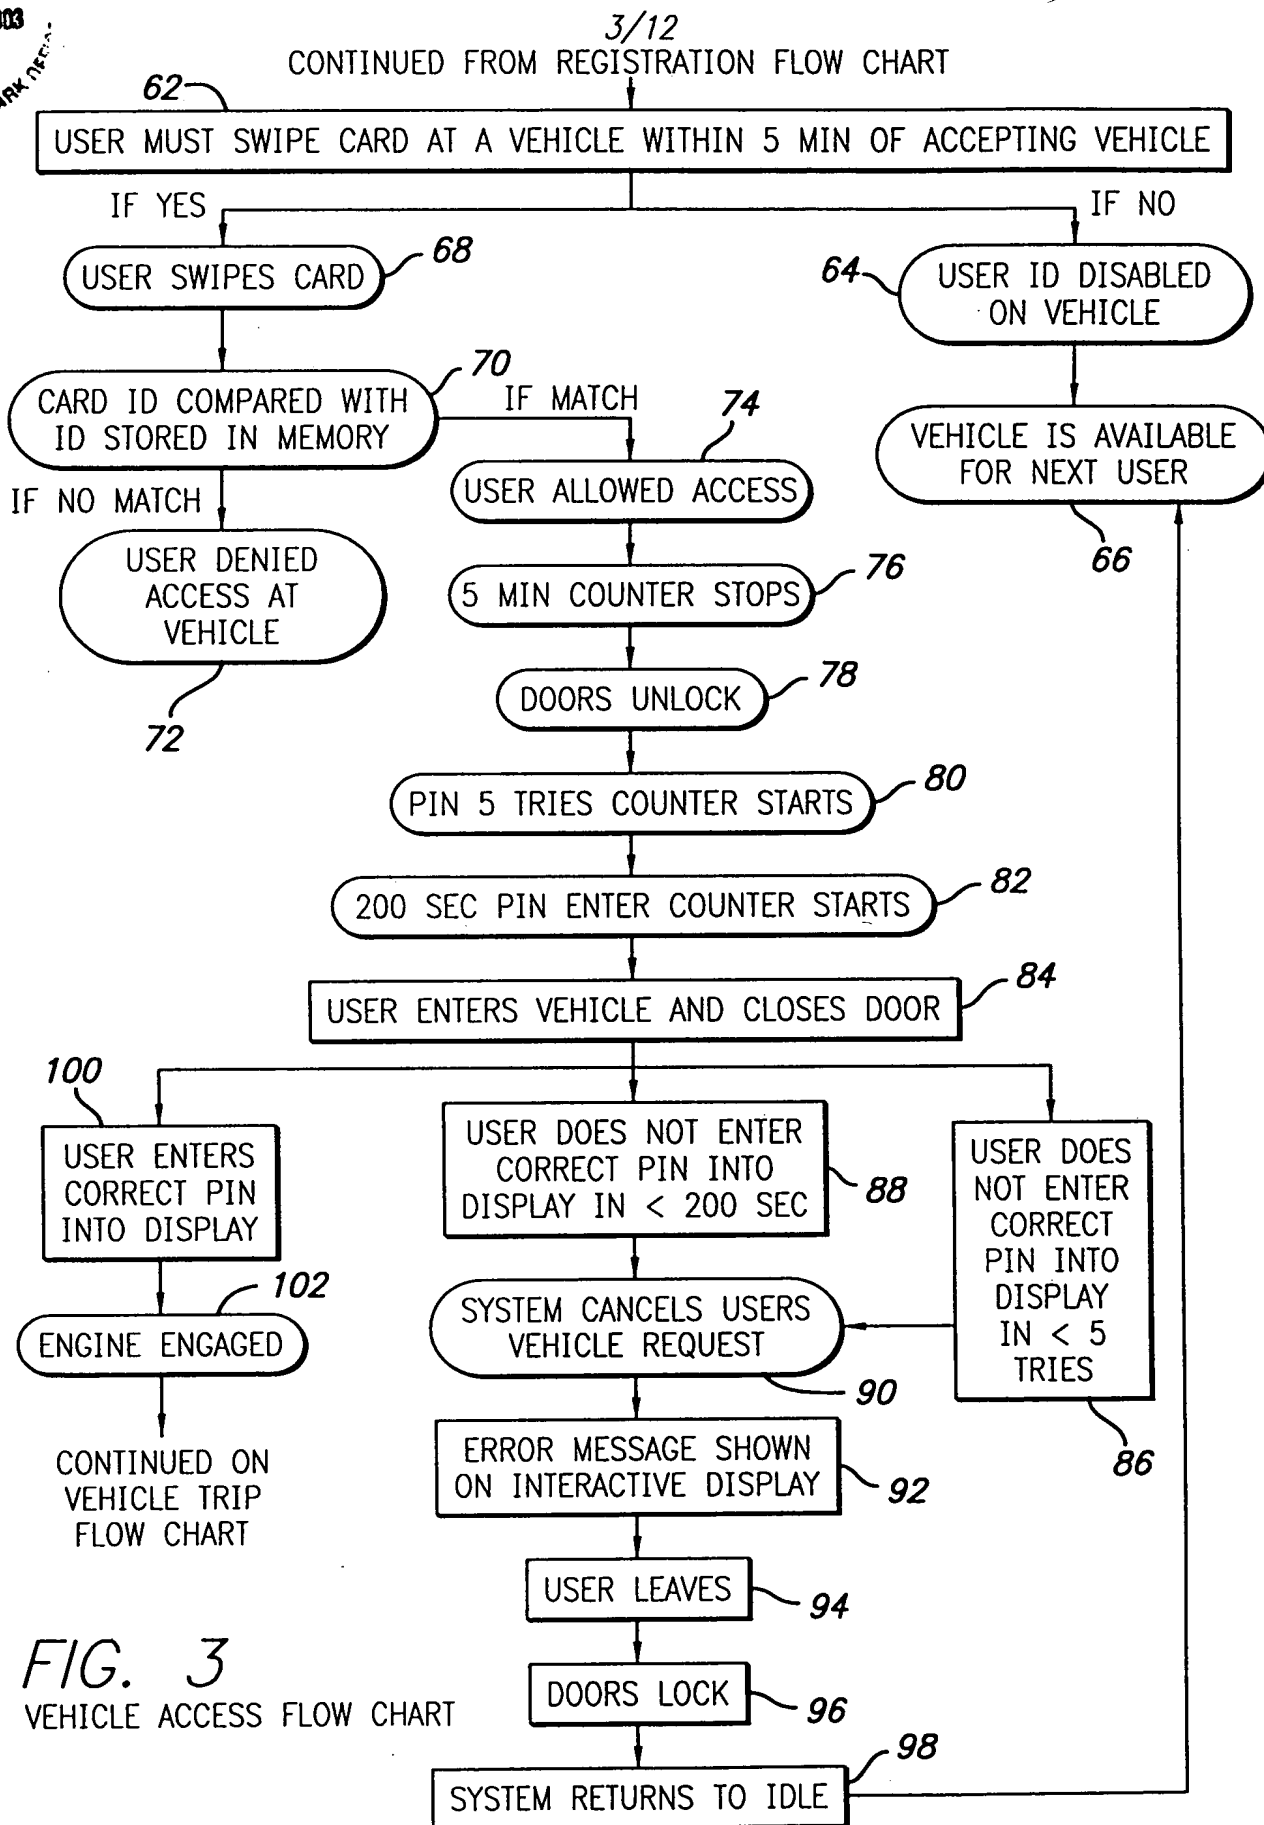 3/12
CONTINUED FROM REGISTRATION FLOW CHART
62
USER MUST SWIPE CARD AT A VEHICLE WITHIN 5 MIN OF ACCEPTING VEHICLE
IF YES
IF NO
USER SWIPES CARD
68
64
USER ID DISABLED
ON VEHICLE
CARD ID COMPARED WITH
ID STORED IN MEMORY
70
IF MATCH
74
VEHICLE IS AVAILABLE
FOR NEXT USER
66
IF NO MATCH
USER ALLOWED ACCESS
USER DENIED
ACCESS AT
VEHICLE
72
5 MIN COUNTER STOPS
76
DOORS UNLOCK
78
PIN 5 TRIES COUNTER STARTS
80
200 SEC PIN ENTER COUNTER STARTS
82
USER ENTERS VEHICLE AND CLOSES DOOR
84
100
USER ENTERS
CORRECT PIN
INTO DISPLAY
USER DOES NOT ENTER
CORRECT PIN INTO
DISPLAY IN < 200 SEC
88
USER DOES
NOT ENTER
CORRECT
PIN INTO
DISPLAY
IN < 5
TRIES
86
102
ENGINE ENGAGED
SYSTEM CANCELS USERS
VEHICLE REQUEST
90
CONTINUED ON
VEHICLE TRIP
FLOW CHART
ERROR MESSAGE SHOWN
ON INTERACTIVE DISPLAY
92
USER LEAVES
94
DOORS LOCK
96
SYSTEM RETURNS TO IDLE
98
FIG. 3
VEHICLE ACCESS FLOW CHART